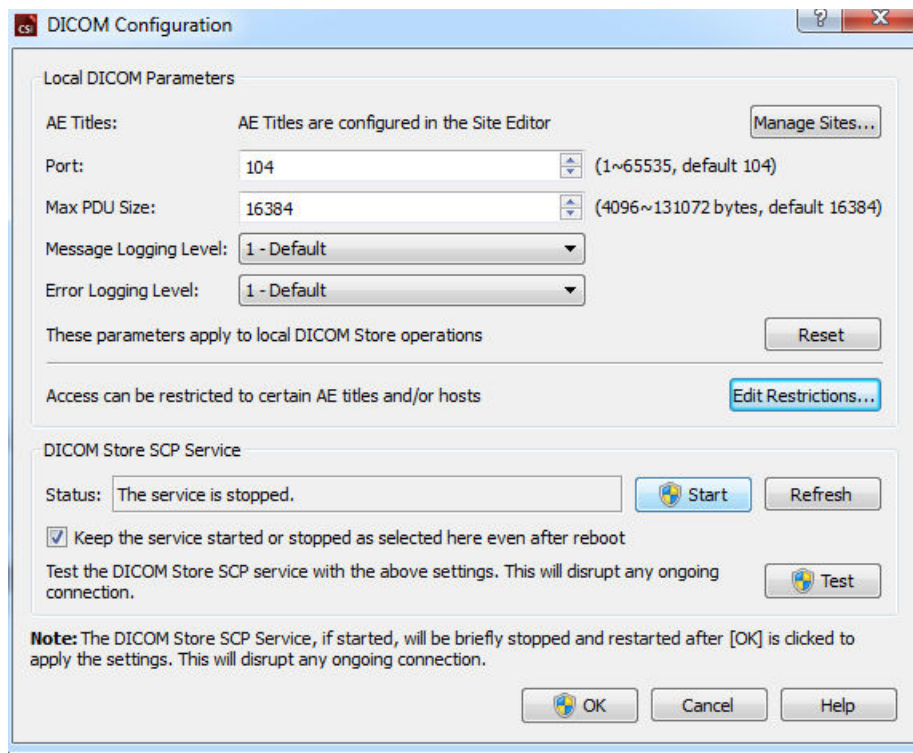 CSI DICOM Configuration ? X
Local DICOM Parameters
AE Titles: AE Titles are configured in the Site Editor Manage Sites...
Port: 104 (1~65535, default 104)
Max PDU Size: 16384 (4096~131072 bytes, default 16384)
Message Logging Level: 1 - Default
Error Logging Level: 1 - Default
These parameters apply to local DICOM Store operations Reset
Access can be restricted to certain AE titles and/or hosts Edit Restrictions...
DICOM Store SCP Service
Status: The service is stopped. Start Refresh
Keep the service started or stopped as selected here even after reboot
Test the DICOM Store SCP service with the above settings. This will disrupt any ongoing
connection. Test
Note: The DICOM Store SCP Service, if started, will be briefly stopped and restarted after [OK] is clicked to
apply the settings. This will disrupt any ongoing connection.
OK Cancel Help